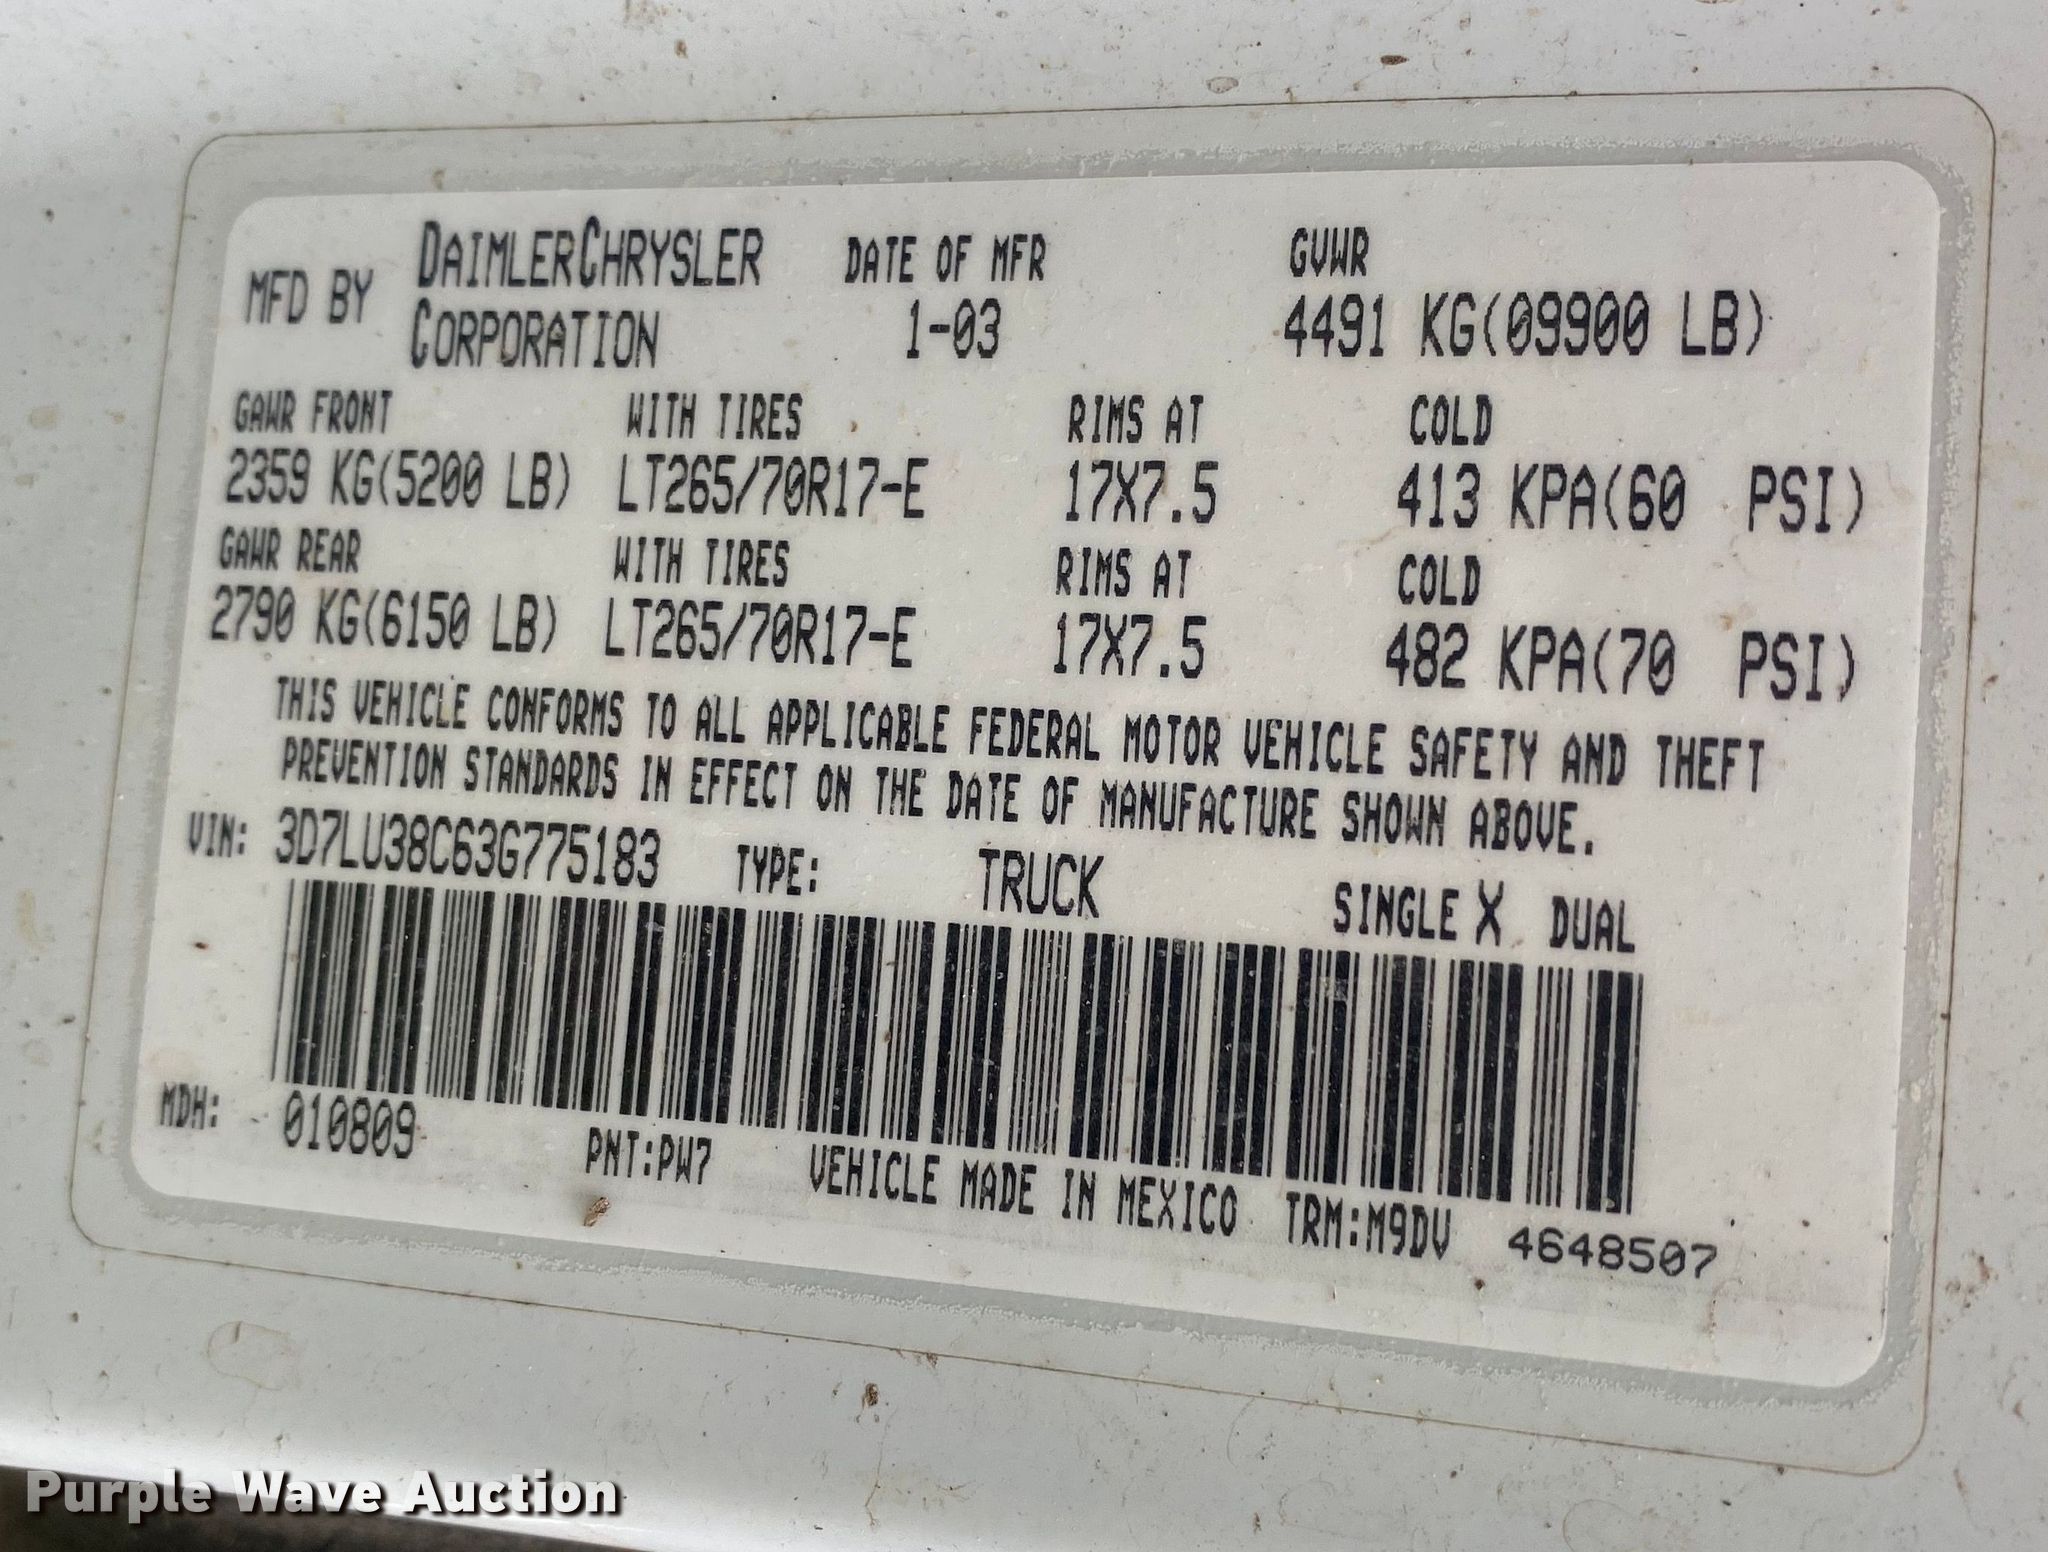 MFD BY DAIMLERCHRYSLER CORPORATION DATE OF MFR 1-03 GVWR 4491 KG(09900 LB)
GAWR FRONT WITH TIRES RIMS AT COLD
2359 KG(5200 LB) LT265/70R17-E 17X7.5 413 KPA(60 PSI)
GAWR REAR WITH TIRES RIMS AT COLD
2790 KG(6150 LB) LT265/70R17-E 17X7.5 482 KPA(70 PSI)
THIS VEHICLE CONFORMS TO ALL APPLICABLE FEDERAL MOTOR VEHICLE SAFETY AND THEFT
PREVENTION STANDARDS IN EFFECT ON THE DATE OF MANUFACTURE SHOWN ABOVE.
VIN: 3D7LU38C63G775183 TYPE: TRUCK SINGLE X DUAL
MDH: 010809 PNT:PW7 VEHICLE MADE IN MEXICO TRM:M9DV 4648507
Purple Wave Auction